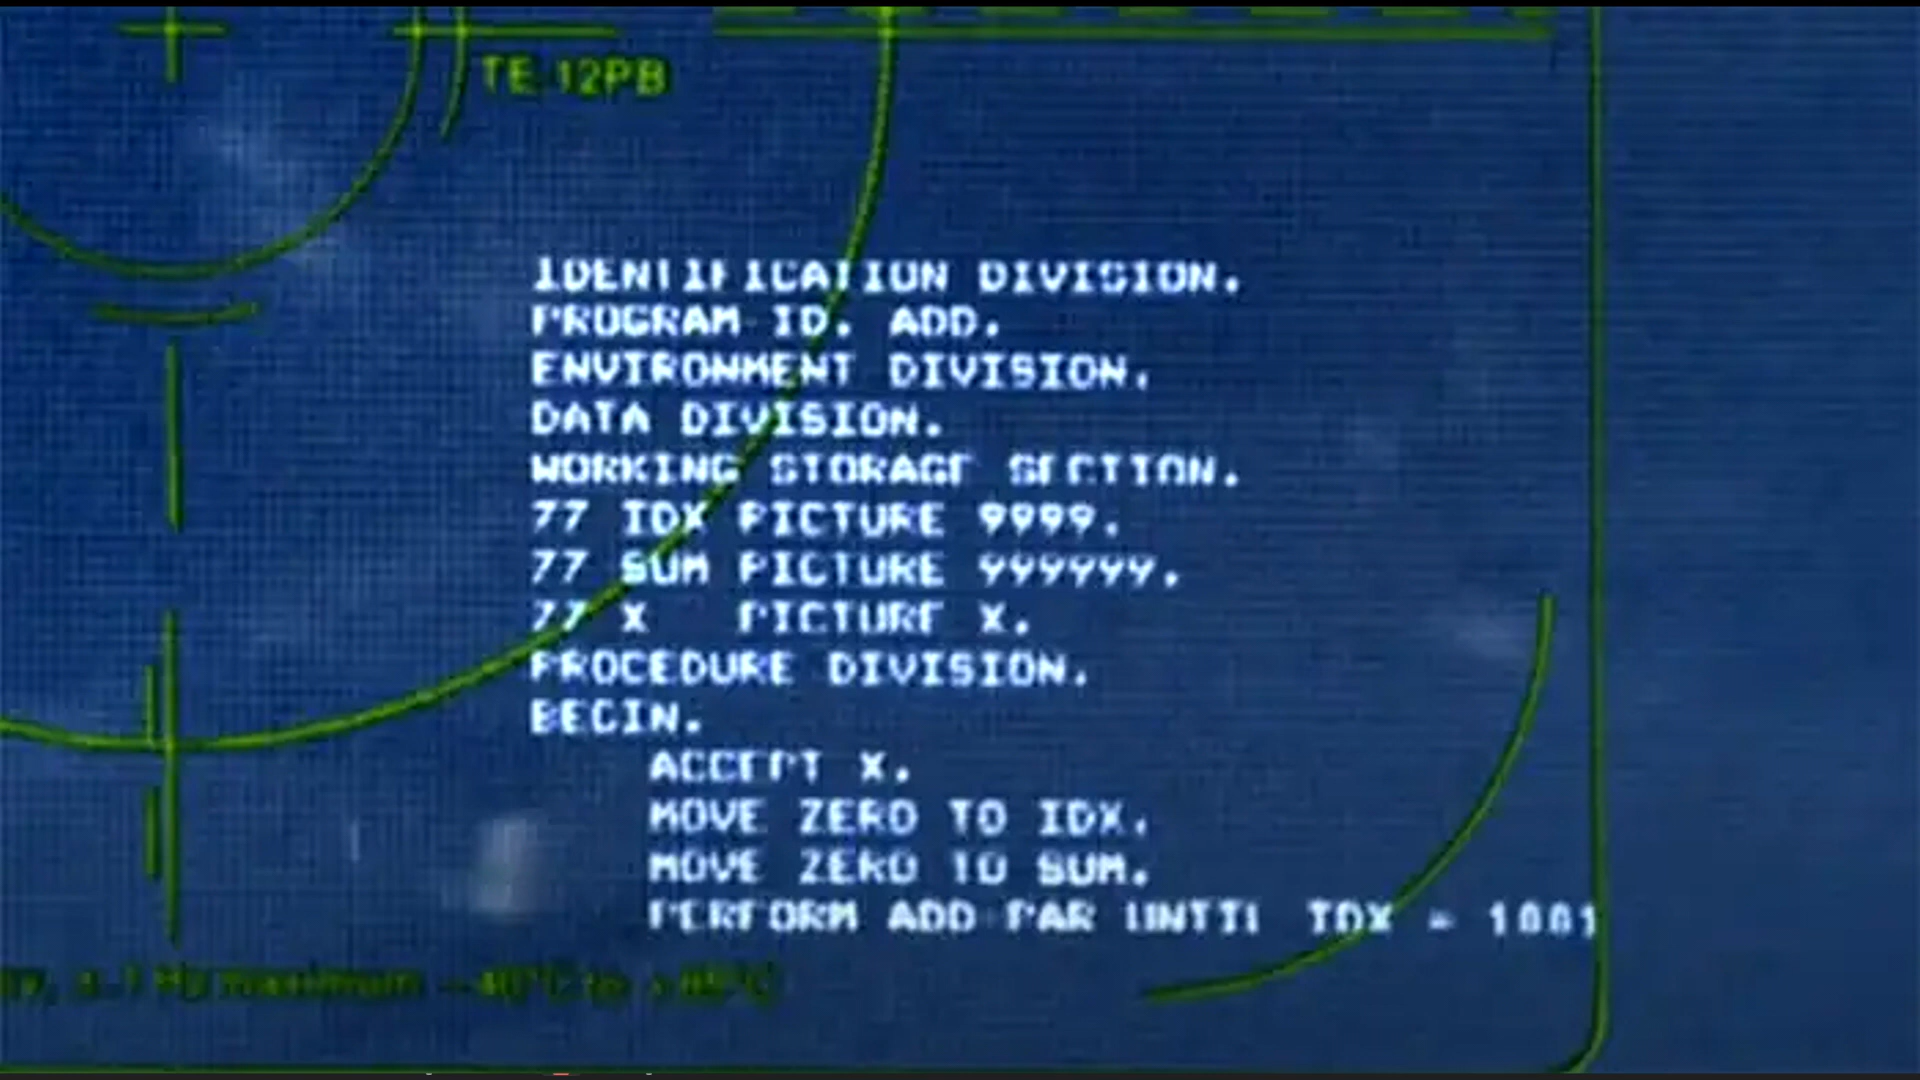 TE-12PB
IDENTIFICATION DIVISION.
PROGRAM-ID. ADD.
ENVIRONMENT DIVISION.
DATA DIVISION.
WORKING-STORAGE SECTION.
77 IDX PICTURE 9999.
77 SUM PICTURE 999999.
77 X PICTURE X.
PROCEDURE DIVISION.
BEGIN.
ACCEPT X.
MOVE ZERO TO IDX.
MOVE ZERO TO SUM.
PERFORM ADD-PAR UNTIL IDX = 1001
maximum